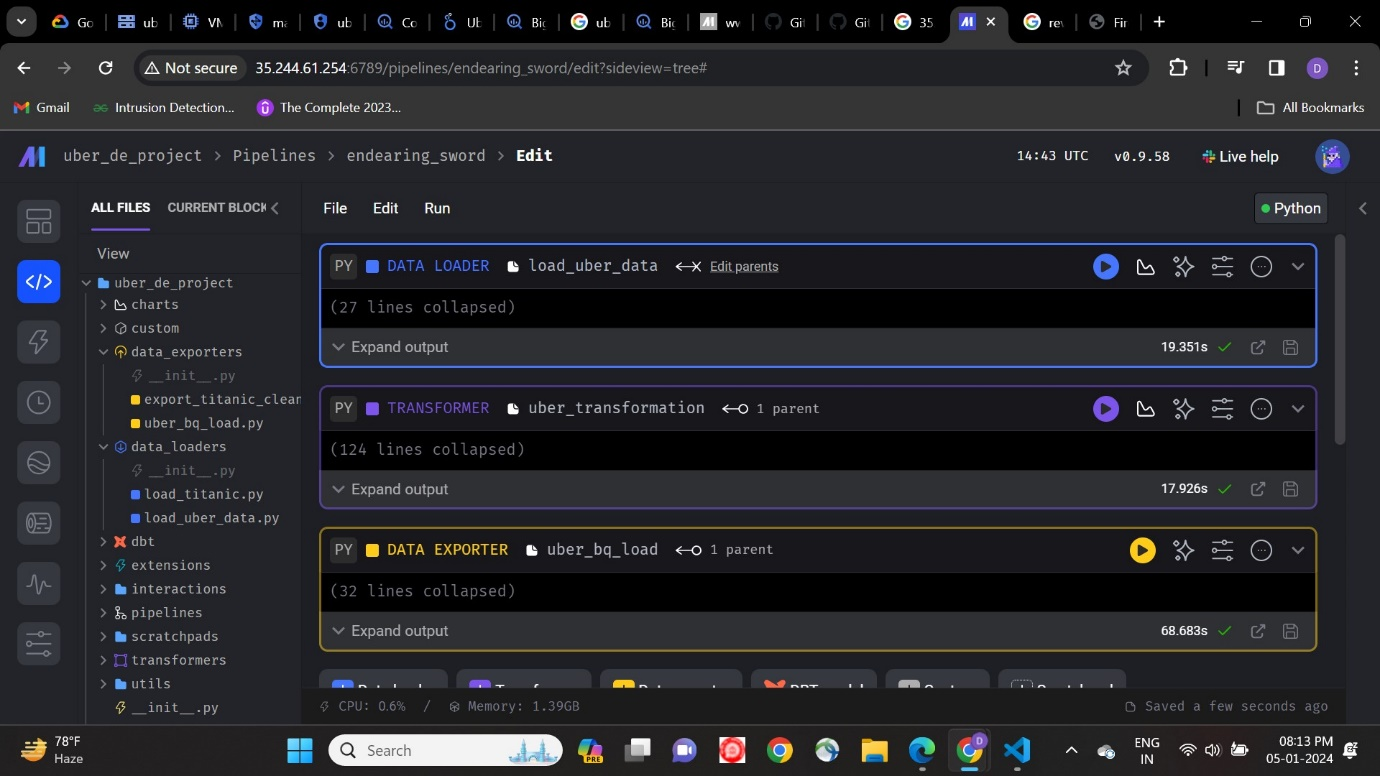 Go
ub
VM
ma
ub
Co
Ub
Big
ub
Big
ww
Git
Git
35
rev
Fir
Not secure
35.244.61.254:6789/pipelines/endearing_sword/edit?sideview=tree#
D
Gmail
Intrusion Detection...
The Complete 2023...
All Bookmarks
uber_de_project > Pipelines > endearing_sword > Edit
14:43 UTC
v0.9.58
Live help
ALL FILES
CURRENT BLOCK
File
Edit
Run
Python
View
uber_de_project
charts
custom
data_exporters
__init__.py
export_titanic_clean
uber_bq_load.py
data_loaders
__init__.py
load_titanic.py
load_uber_data.py
dbt
extensions
interactions
pipelines
scratchpads
transformers
utils
__init__.py
PY DATA LOADER load_uber_data Edit parents
(27 lines collapsed)
Expand output 19.351s
PY TRANSFORMER uber_transformation 1 parent
(124 lines collapsed)
Expand output 17.926s
PY DATA EXPORTER uber_bq_load 1 parent
(32 lines collapsed)
Expand output 68.683s
CPU: 0.6% / Memory: 1.39GB
Saved a few seconds ago
78°F
Haze
Search
PRE
D
ENG
IN
08:13 PM
05-01-2024